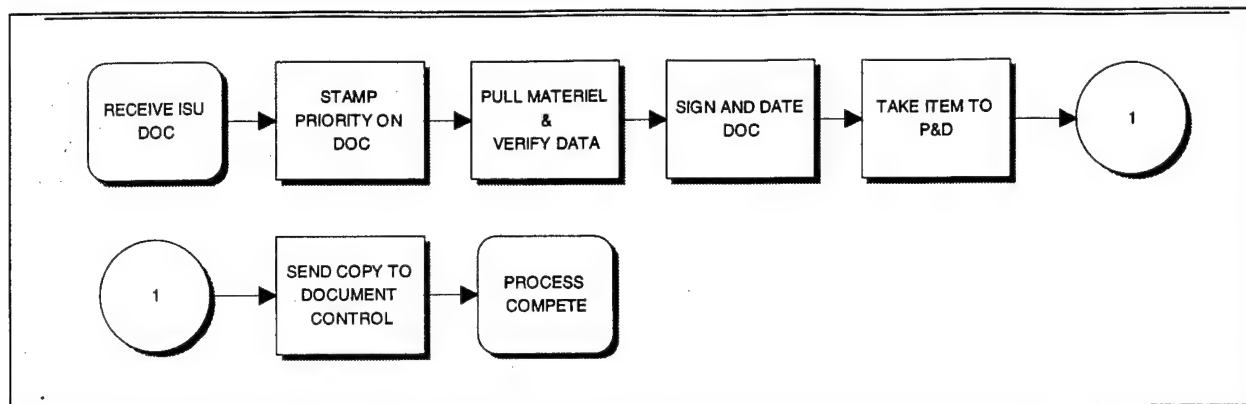 RECEIVE ISU
DOC
STAMP
PRIORITY ON
DOC
PULL MATERIEL
&
VERIFY DATA
SIGN AND DATE
DOC
TAKE ITEM TO
P&D
1
1
SEND COPY TO
DOCUMENT
CONTROL
PROCESS
COMPETE